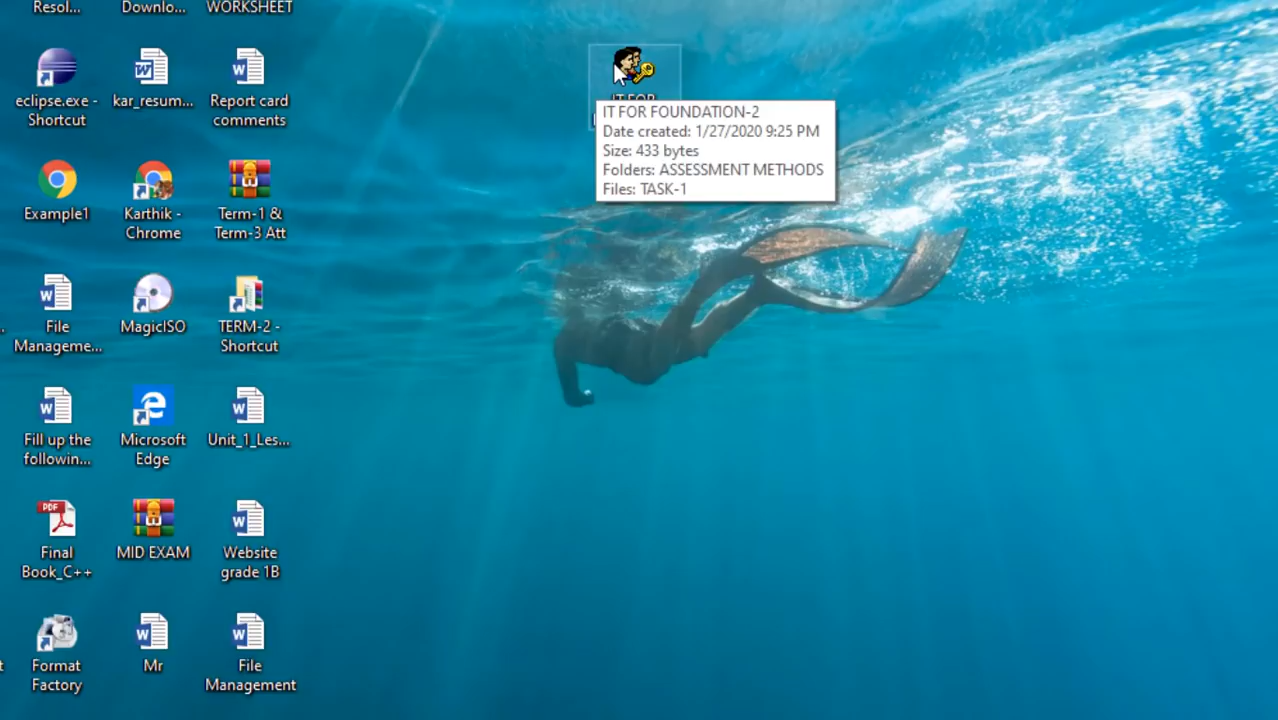 Resol...
Downlo...
WORKSHEET
eclipse.exe -
Shortcut
kar_resum...
Report card
comments
Example1
Karthik -
Chrome
Term-1 &
Term-3 Att
File
Manageme...
MagicISO
TERM-2 -
Shortcut
Fill up the
followin...
Microsoft
Edge
Unit_1_Les...
PDF
Final
Book_C++
MID EXAM
Website
grade 1B
Format
Factory
Mr
File
Management
IT FOR
IT FOR FOUNDATION-2
Date created: 1/27/2020 9:25 PM
Size: 433 bytes
Folders: ASSESSMENT METHODS
Files: TASK-1